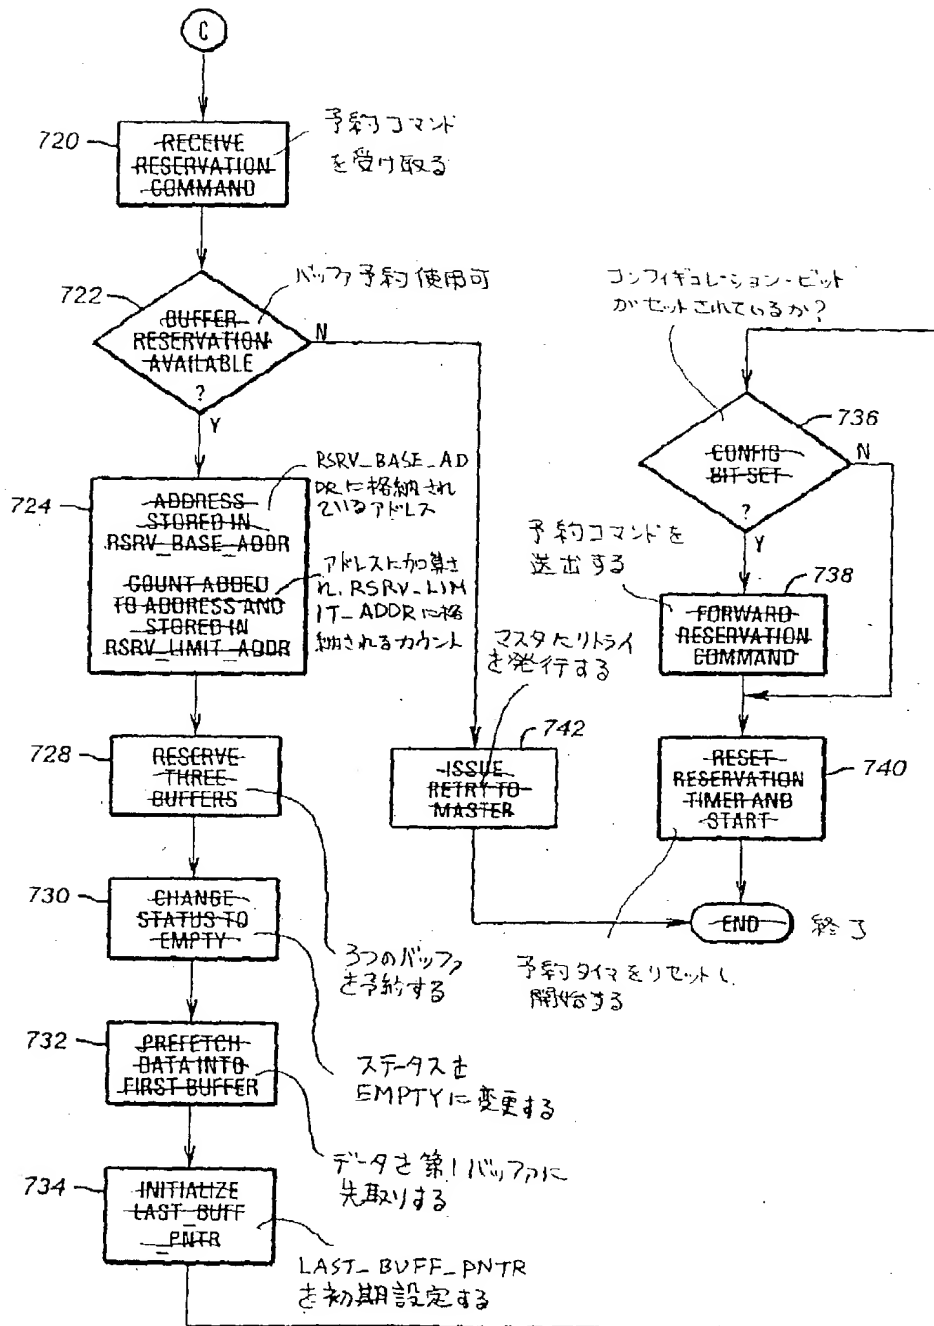 C
720
RECEIVE
RESERVATION
COMMAND
予約コマンド
を受け取る
722
BUFFER
RESERVATION
AVAILABLE
?
バッファ予約使用可
N
Y
724
ADDRESS
STORED IN
RSRV_BASE_ADDR
COUNT ADDED
TO ADDRESS AND
STORED IN
RSRV_LIMIT_ADDR
RSRV_BASE_AD
DRに格納され
ているアドレス
アドレスに加算さ
れ、RSRV_LIM
IT_ADDRに格
納されるカウント
728
RESERVE
THREE
BUFFERS
3つのバッファ
を予約する
730
CHANGE
STATUS TO
EMPTY
ステータスを
EMPTYに変更する
732
PREFETCH
DATA INTO
FIRST BUFFER
データを第1バッファに
先取りする
734
INITIALIZE
LAST_BUFF
_PNTR
LAST_BUFF_PNTR
を初期設定する
マスタにリトライ
を発行する
742
ISSUE
RETRY TO
MASTER
コンフィギュレーション・ビット
がセットされているか?
736
CONFIG
BIT SET
?
N
Y
予約コマンドを
送出する
738
FORWARD
RESERVATION
COMMAND
740
RESET
RESERVATION
TIMER AND
START
予約タイマをリセットし、
開始する
END
終了